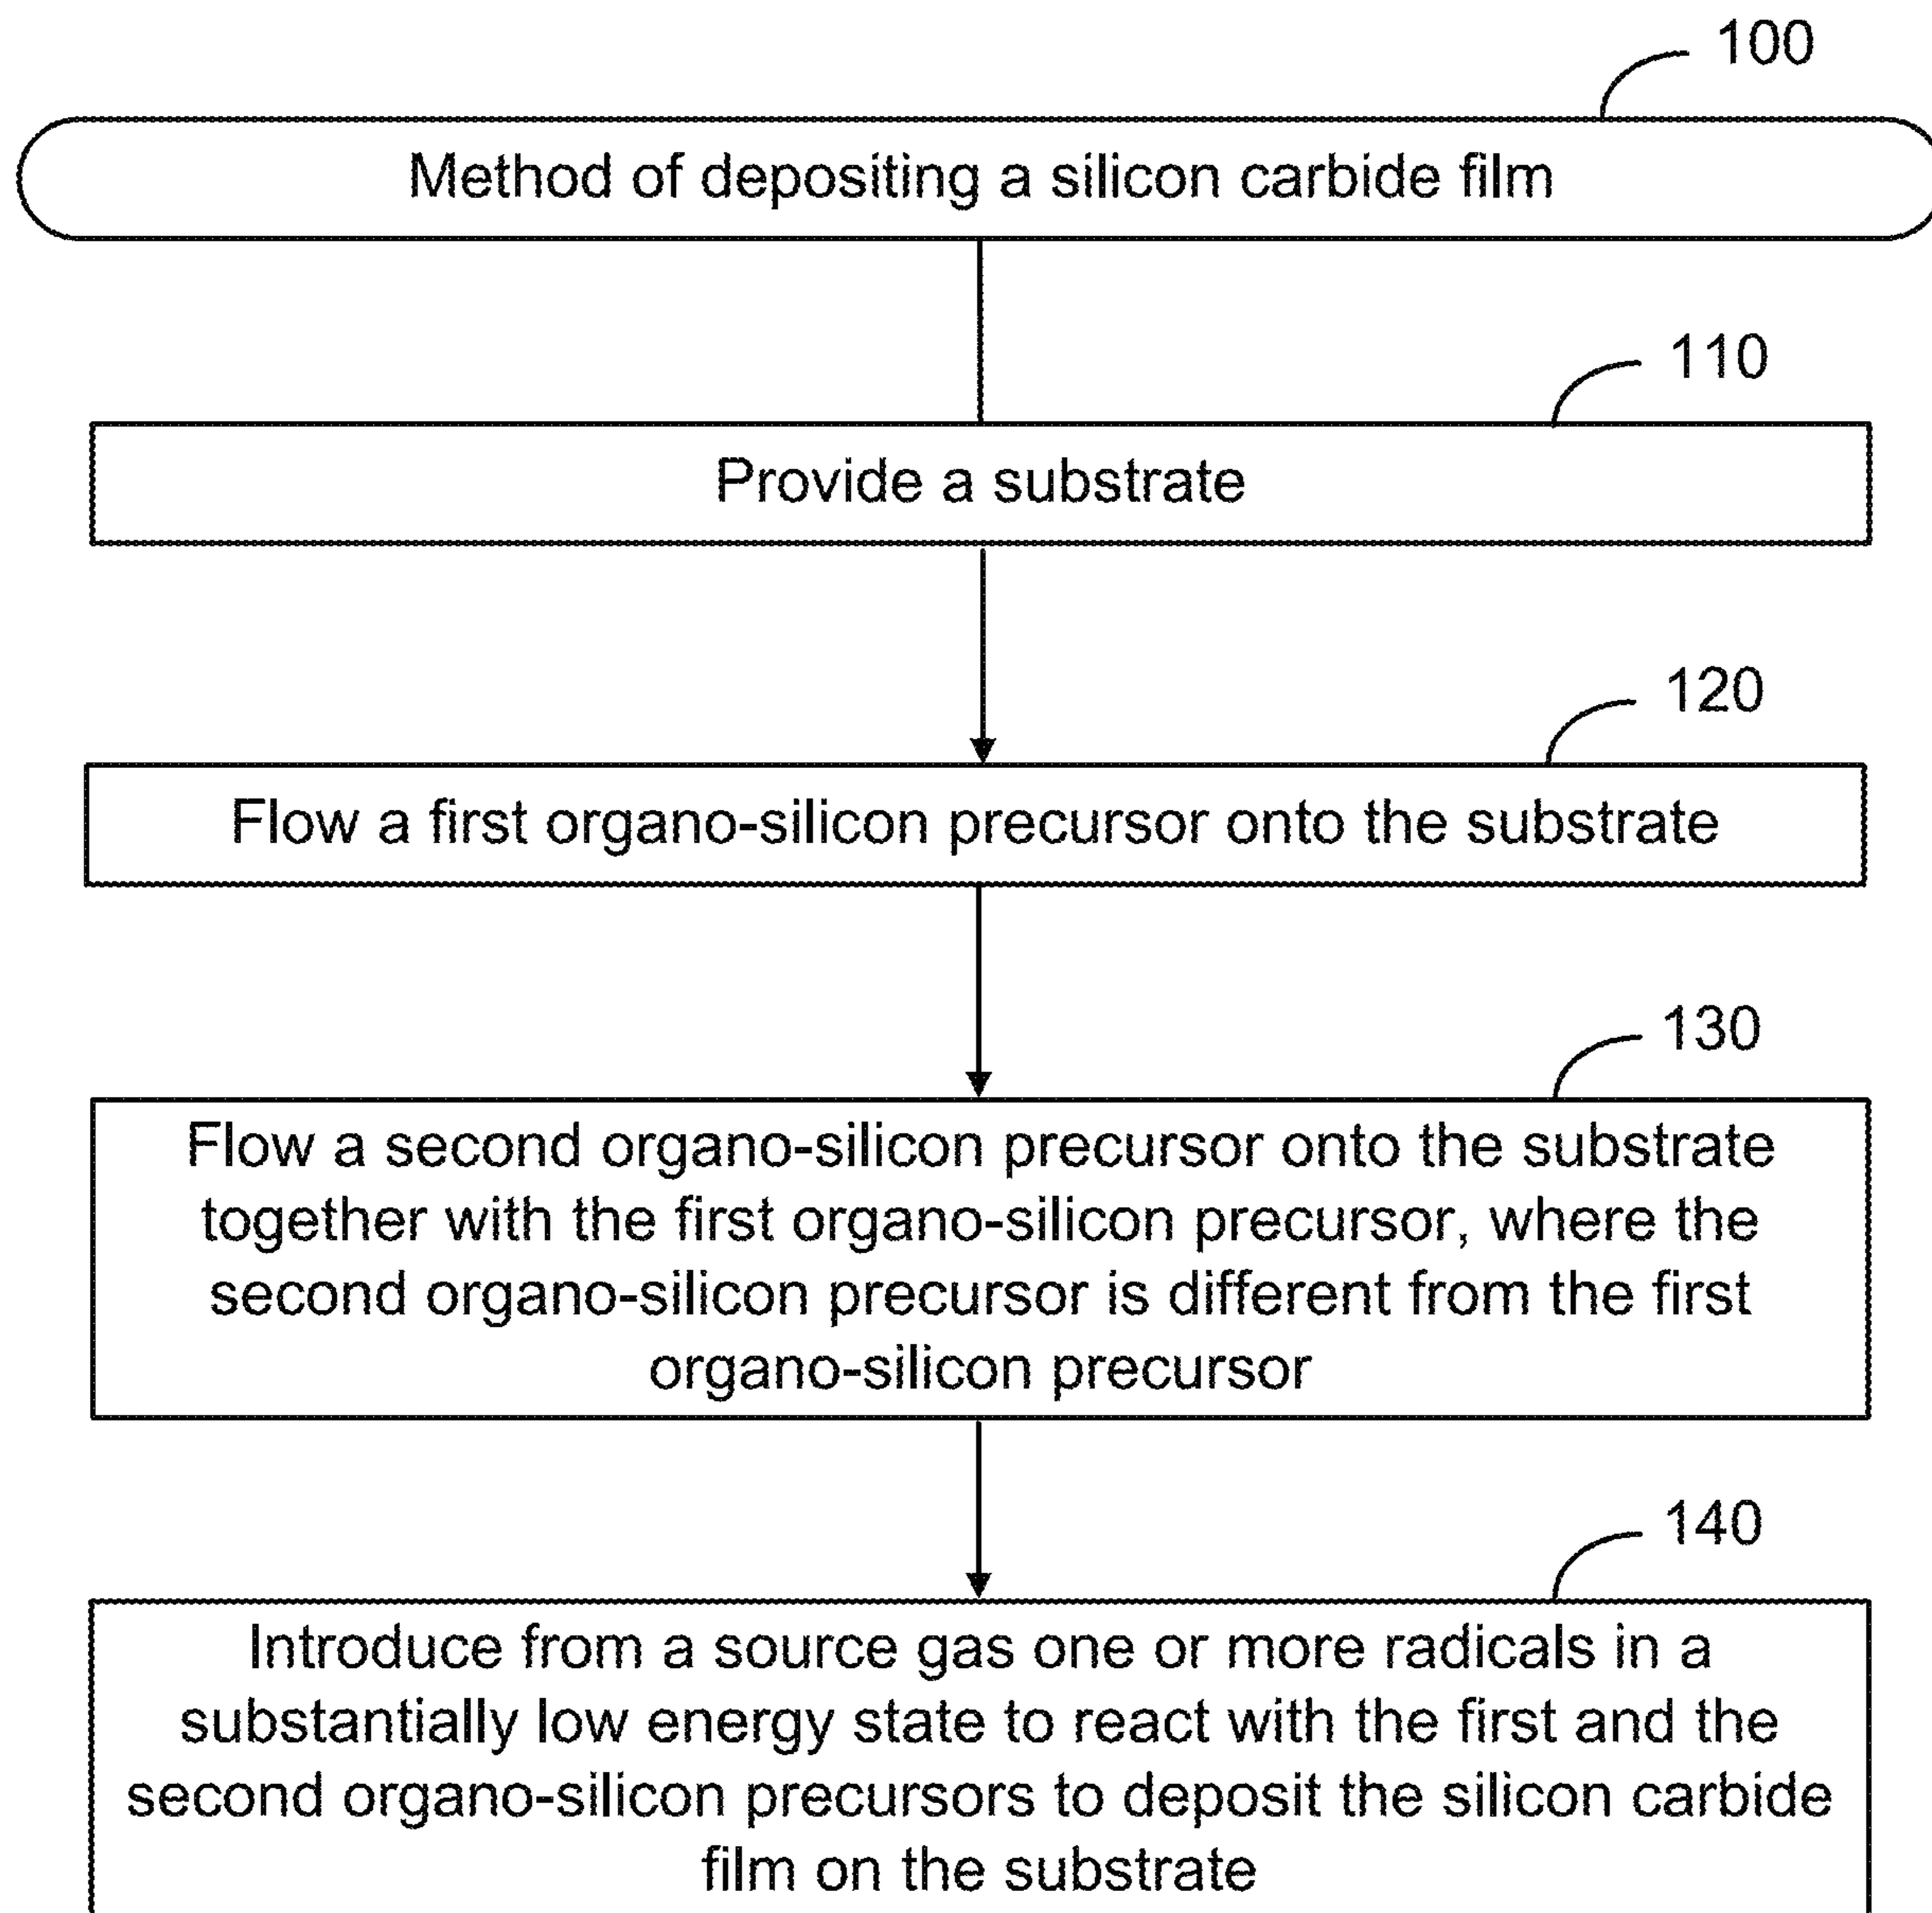 100
Method of depositing a silicon carbide film
110
Provide a substrate
120
Flow a first organo-silicon precursor onto the substrate
130
Flow a second organo-silicon precursor onto the substrate
together with the first organo-silicon precursor, where the
second organo-silicon precursor is different from the first
organo-silicon precursor
140
Introduce from a source gas one or more radicals in a
substantially low energy state to react with the first and the
second organo-silicon precursors to deposit the silicon carbide
film on the substrate